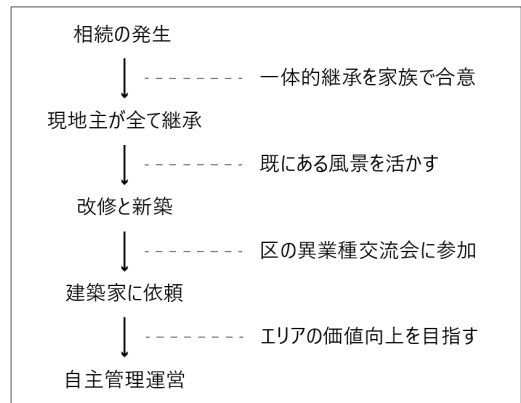 相続の発生
一体的継承を家族で合意
現地主が全て継承
既にある風景を活かす
改修と新築
区の異業種交流会に参加
建築家に依頼
エリアの価値向上を目指す
自主管理運営